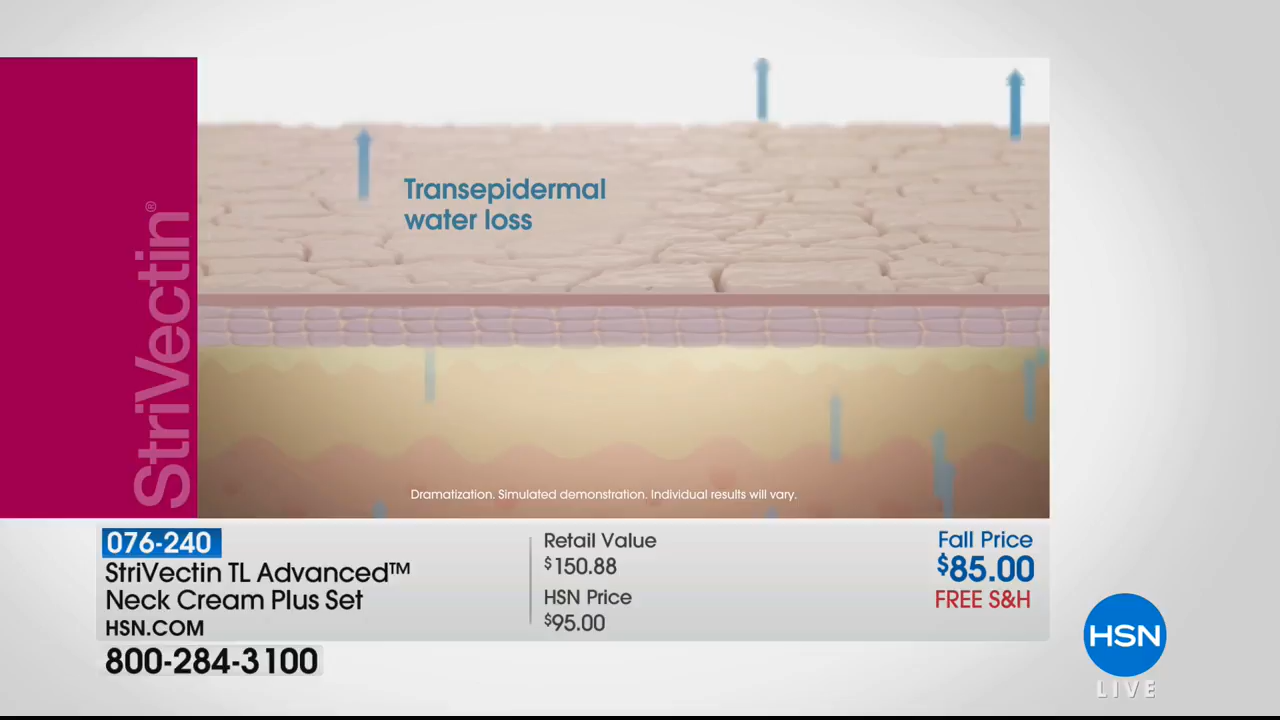 StriVectin®
Transepidermal
water loss
Dramatization. Simulated demonstration. Individual results will vary.
076-240
StriVectin TL Advanced™
Neck Cream Plus Set
HSN.COM
800-284-3100
Retail Value
$150.88
HSN Price
$95.00
Fall Price
$85.00
FREE S&H
HSN
LIVE